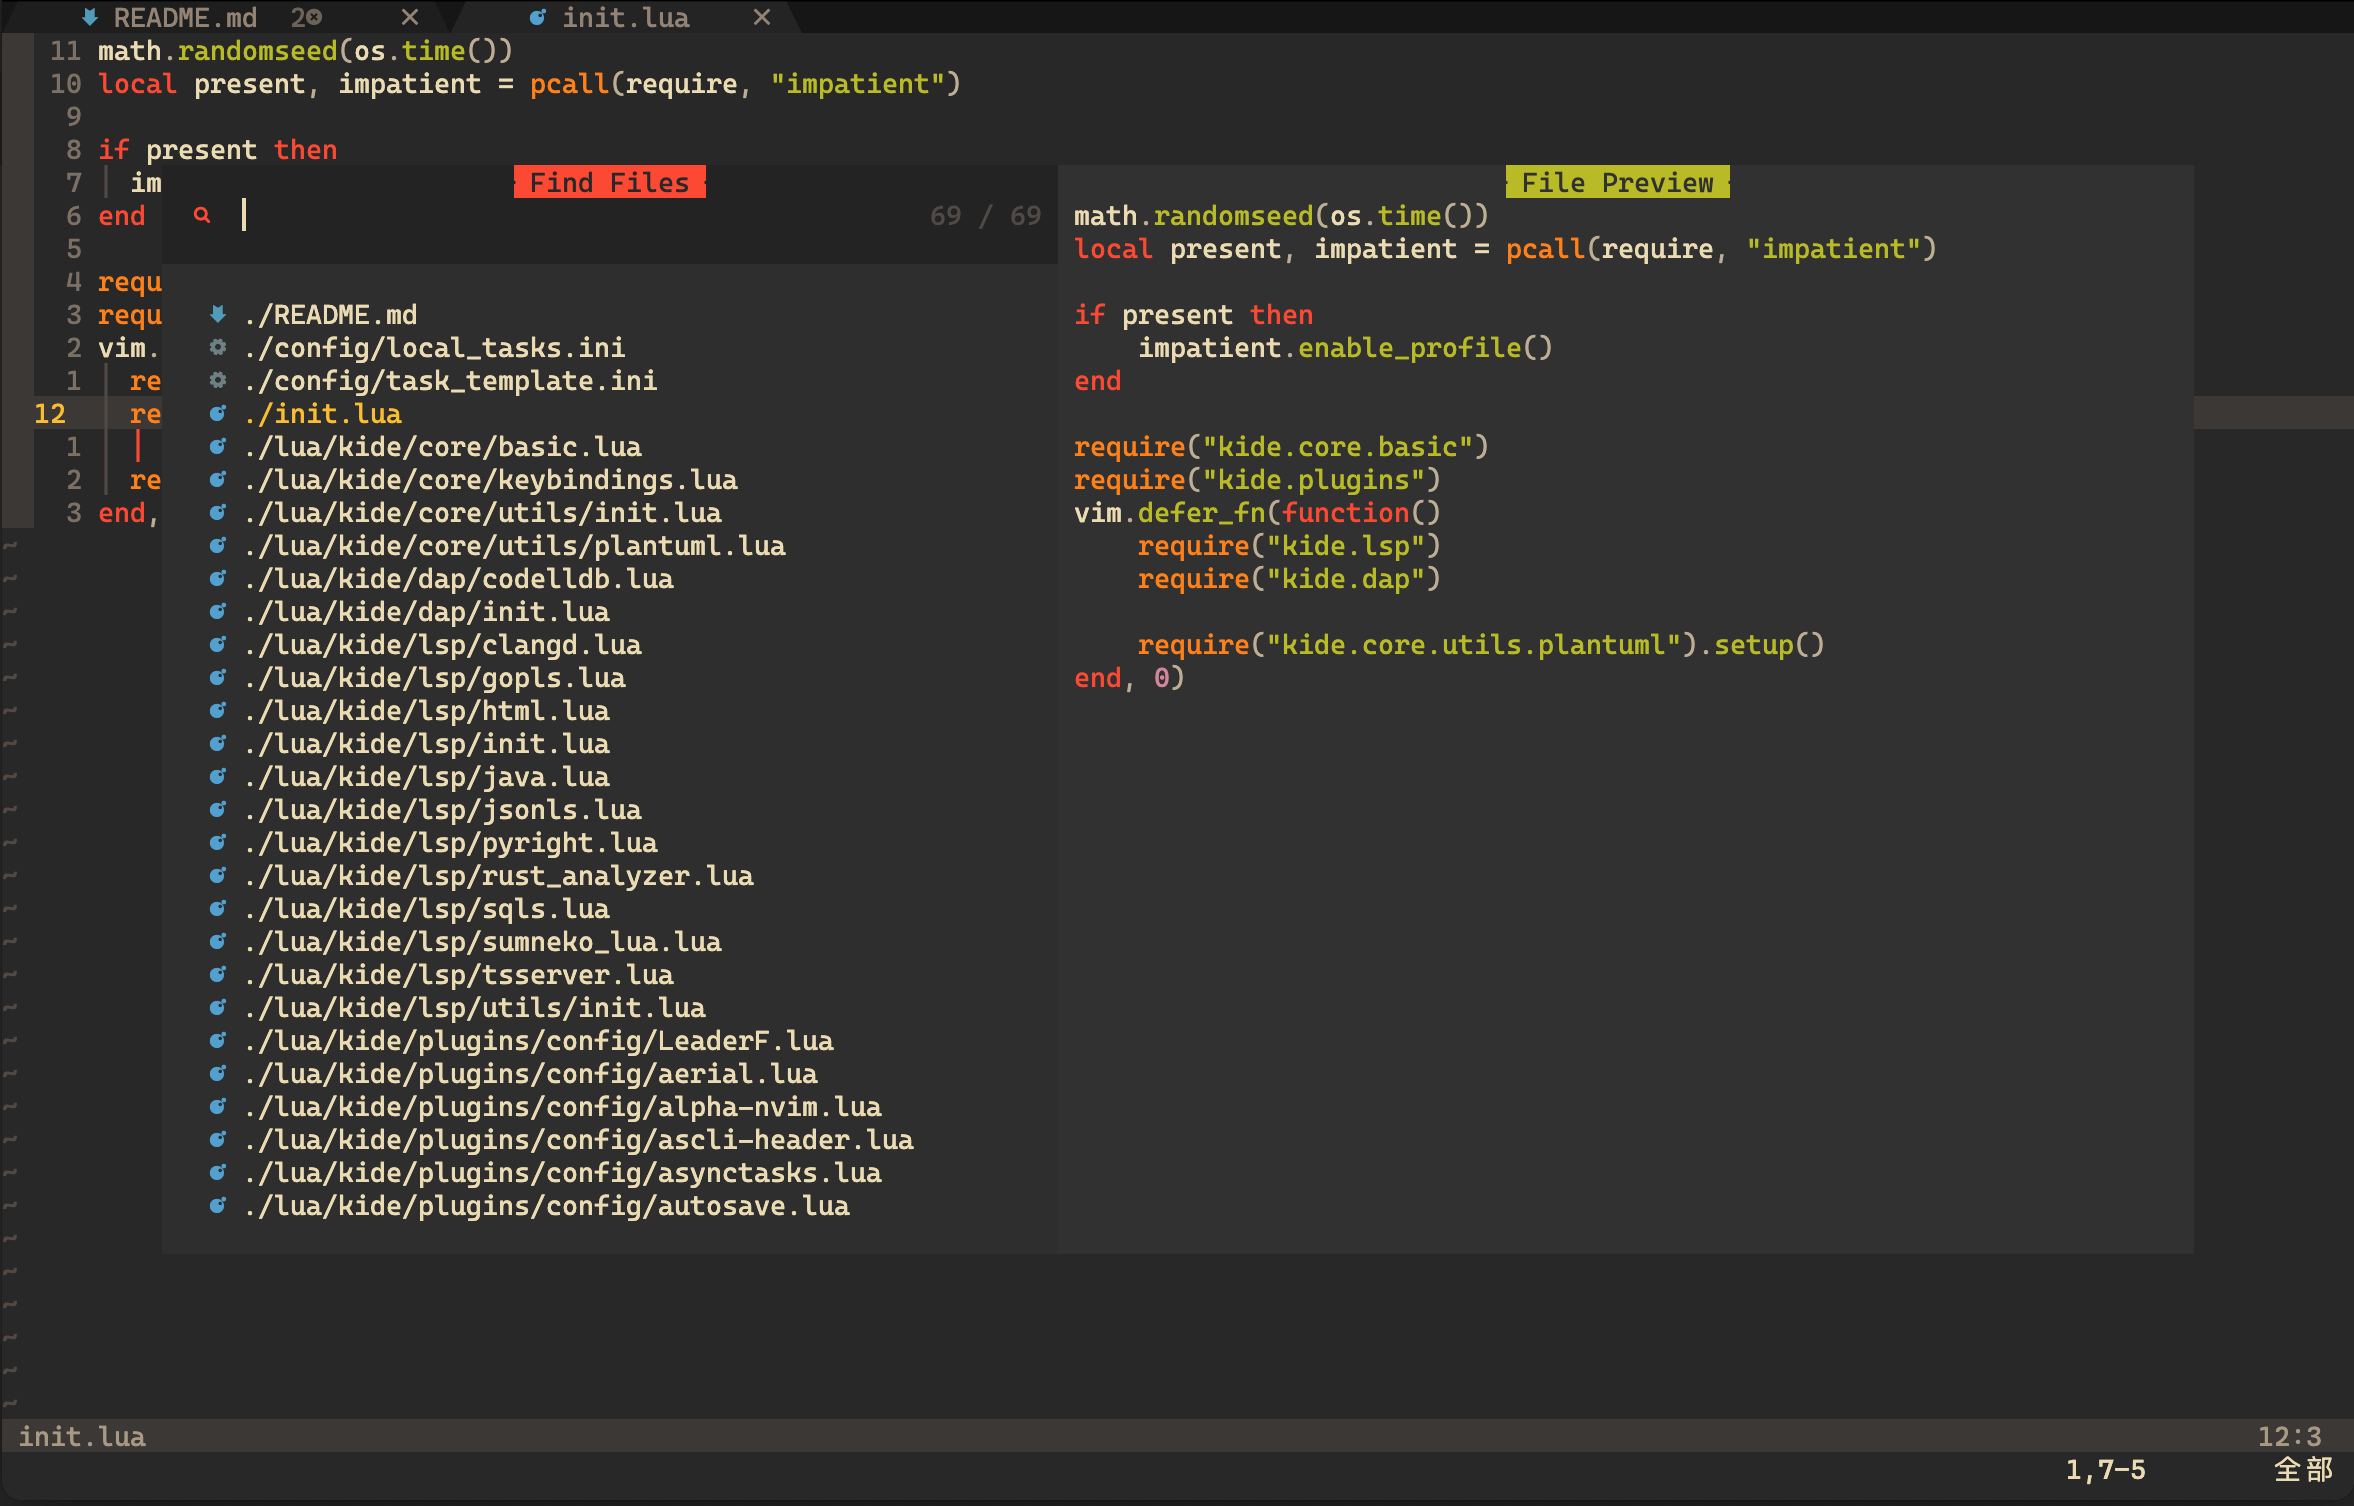 README.md 2 ✕ init.lua ✕
11 math.randomseed(os.time())
10 local present, impatient = pcall(require, "impatient")
9
8 if present then
7 im
6 end
5
4 requ
3 requ
2 vim.
1 re
12 re
1
2 re
3 end,
Find Files
69 / 69
./README.md
./config/local_tasks.ini
./config/task_template.ini
./init.lua
./lua/kide/core/basic.lua
./lua/kide/core/keybindings.lua
./lua/kide/core/utils/init.lua
./lua/kide/core/utils/plantuml.lua
./lua/kide/dap/codelldb.lua
./lua/kide/dap/init.lua
./lua/kide/lsp/clangd.lua
./lua/kide/lsp/gopls.lua
./lua/kide/lsp/html.lua
./lua/kide/lsp/init.lua
./lua/kide/lsp/java.lua
./lua/kide/lsp/jsonls.lua
./lua/kide/lsp/pyright.lua
./lua/kide/lsp/rust_analyzer.lua
./lua/kide/lsp/sqls.lua
./lua/kide/lsp/sumneko_lua.lua
./lua/kide/lsp/tsserver.lua
./lua/kide/lsp/utils/init.lua
./lua/kide/plugins/config/LeaderF.lua
./lua/kide/plugins/config/aerial.lua
./lua/kide/plugins/config/alpha-nvim.lua
./lua/kide/plugins/config/ascli-header.lua
./lua/kide/plugins/config/asynctasks.lua
./lua/kide/plugins/config/autosave.lua
File Preview
math.randomseed(os.time())
local present, impatient = pcall(require, "impatient")
if present then
    impatient.enable_profile()
end
require("kide.core.basic")
require("kide.plugins")
vim.defer_fn(function()
    require("kide.lsp")
    require("kide.dap")
    require("kide.core.utils.plantuml").setup()
end, 0)
init.lua 12:3
1,7-5 全部